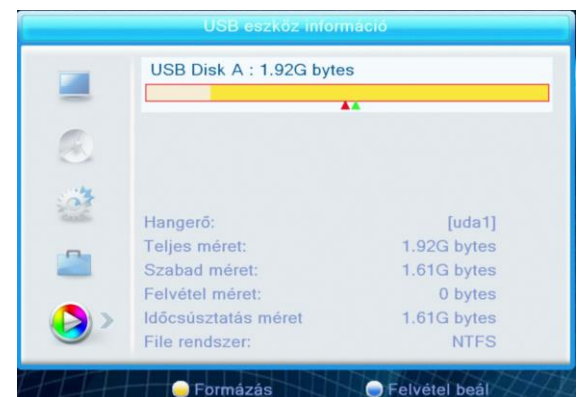 USB eszköz információ
USB Disk A : 1.92G bytes
Hangerő: [uda1]
Teljes méret: 1.92G bytes
Szabad méret: 1.61G bytes
Felvétel méret: 0 bytes
Időcsúsztatás méret 1.61G bytes
File rendszer: NTFS
Formázás Felvétel beál